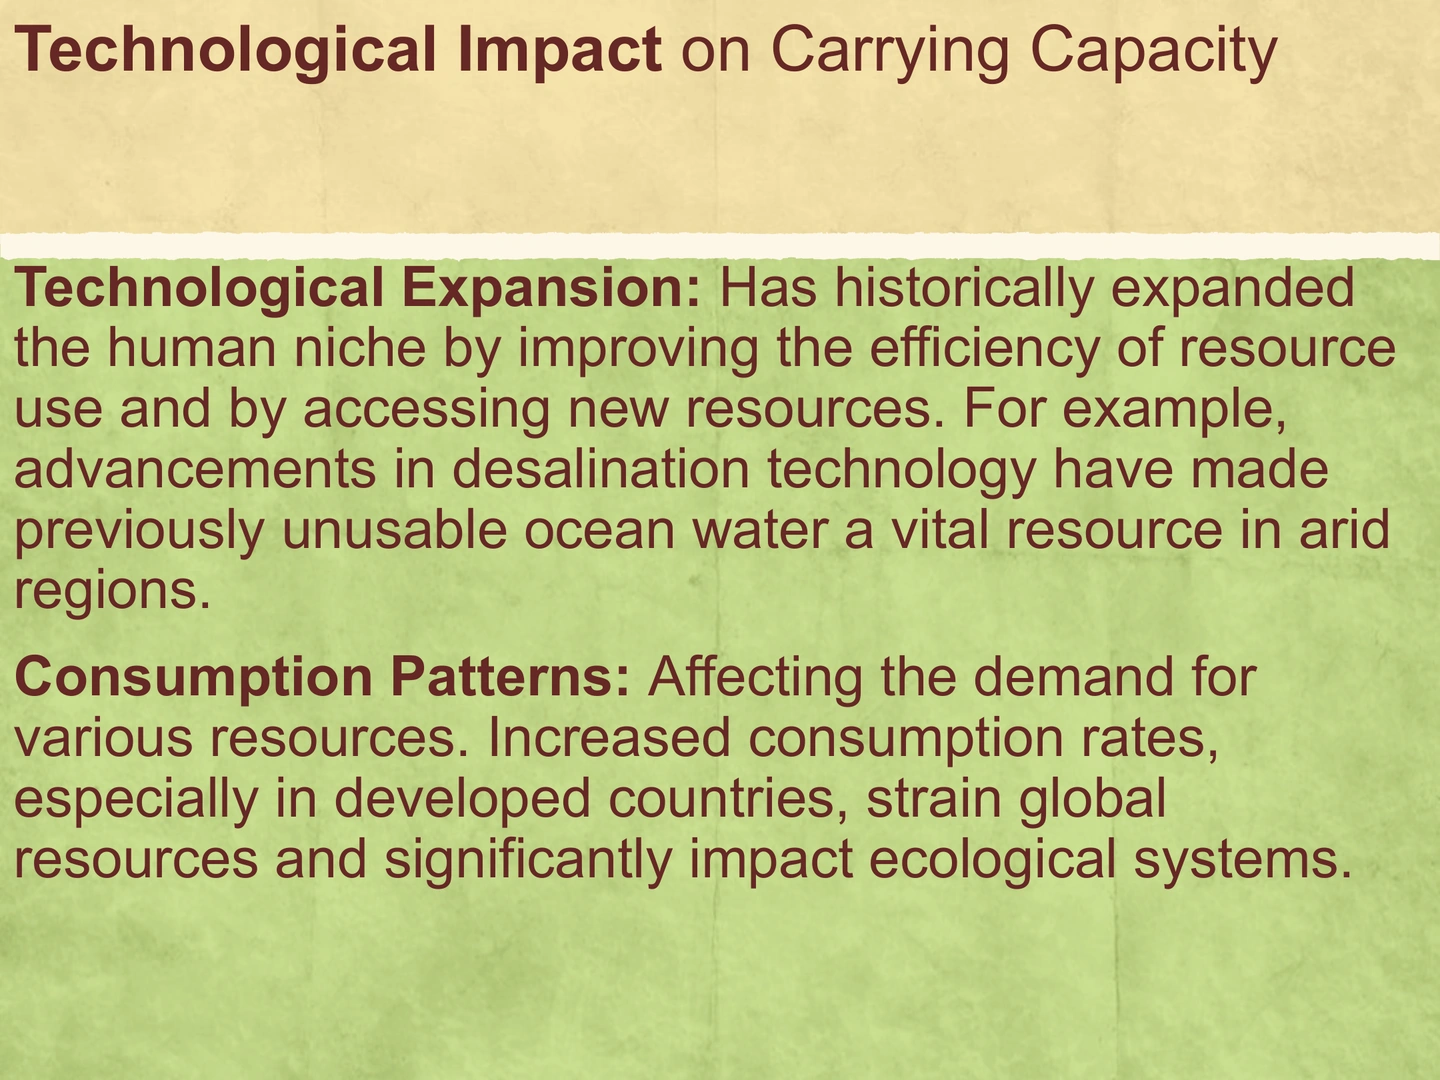 Technological Impact on Carrying Capacity
Technological Expansion: Has historically expanded
the human niche by improving the efficiency of resource
use and by accessing new resources. For example,
advancements in desalination technology have made
previously unusable ocean water a vital resource in arid
regions.
Consumption Patterns: Affecting the demand for
various resources. Increased consumption rates,
especially in developed countries, strain global
resources and significantly impact ecological systems.